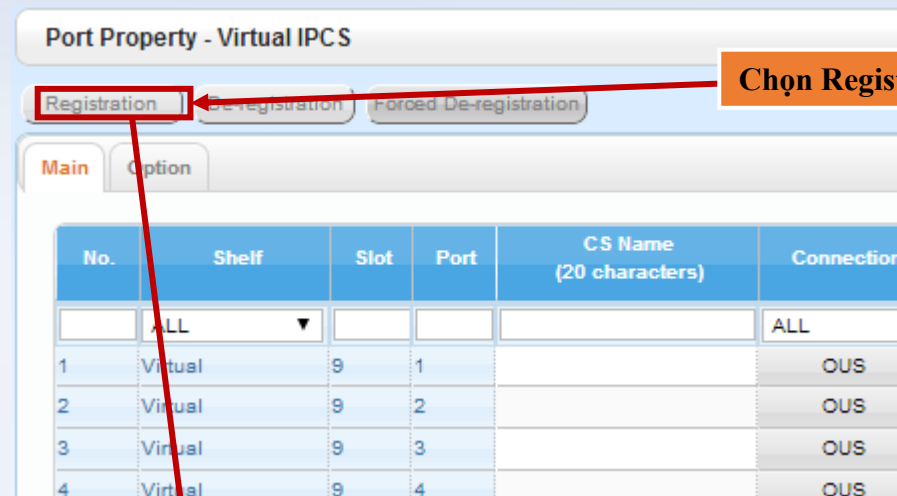 Port Property - Virtual IPCS
Chọn Regis
Registration De-registration Forced De-registration
Main Option
No. Shelf Slot Port CS Name (20 characters) Connection
ALL ▼ ALL
1 Virtual 9 1 OUS
2 Virtual 9 2 OUS
3 Virtual 9 3 OUS
4 Virtual 9 4 OUS